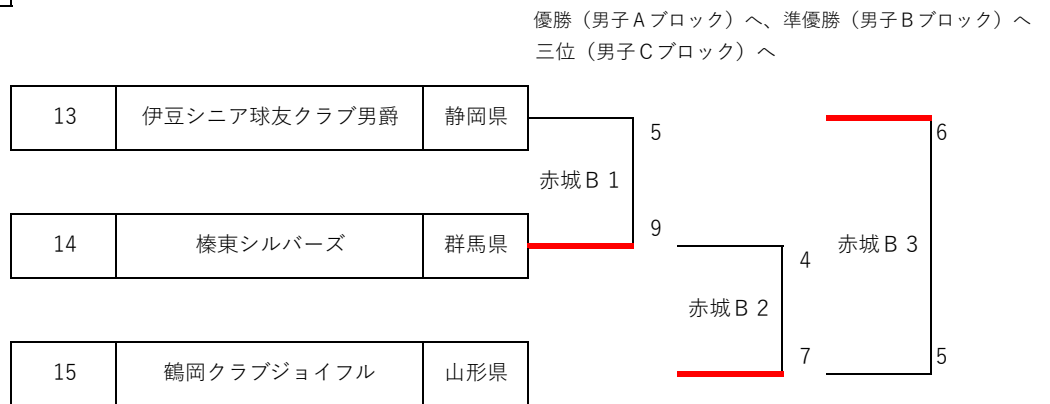 優勝（男子Ａブロック）へ、準優勝（男子Ｂブロック）へ
三位（男子Ｃブロック）へ
13 伊豆シニア球友クラブ男爵 静岡県
5
6
赤城Ｂ１
14 榛東シルバーズ 群馬県
9
4
赤城Ｂ３
赤城Ｂ２
15 鶴岡クラブジョイフル 山形県
7
5